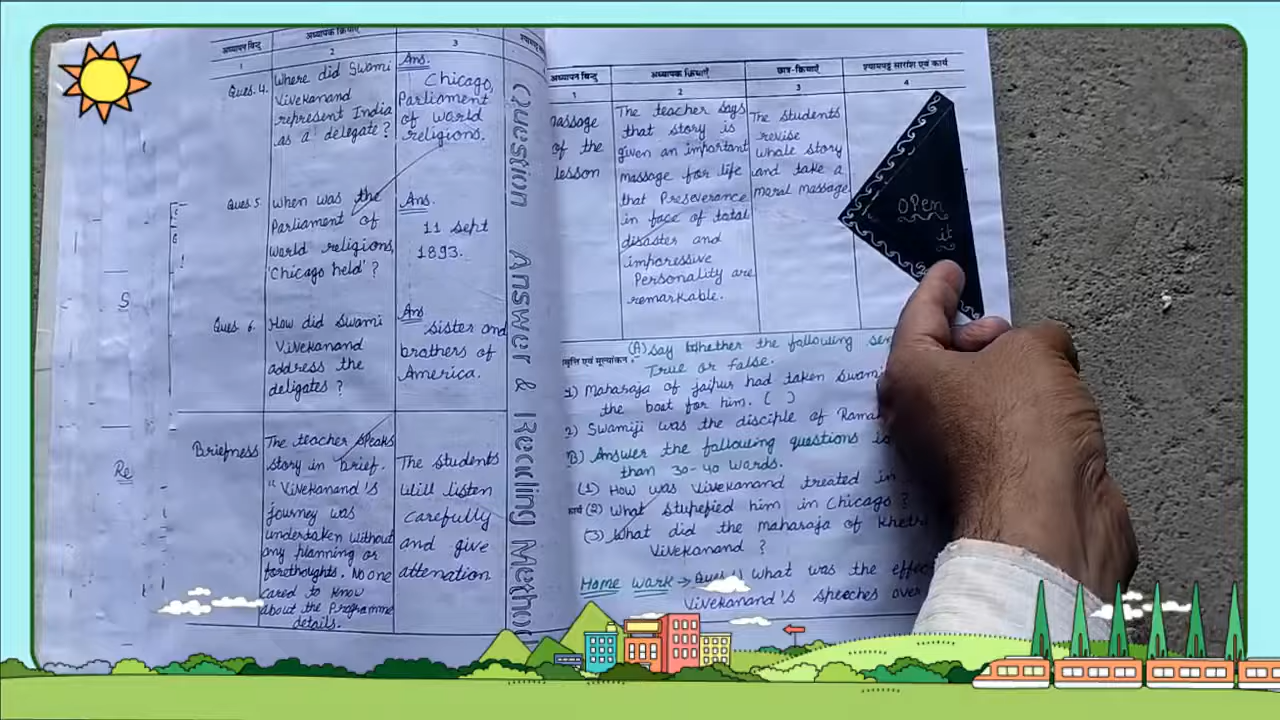 अध्यापन बिन्दु
अध्यापक क्रियाएँ
1
2
3
Ques. 4.
Where did Swami
Vivekanand
represent India
as a delegate ?
Ans.
Chicago,
Parliament
of world
religions.
Ques 5
When was the
Parliament of
World religions,
'Chicago held' ?
Ans.
11 sept
1893.
Ques 6.
How did Swami
Vivekanand
address the
deligates ?
Ans
Sister and
brothers of
America.
Briefness
The teacher speaks
story in brief.
"Vivekanand's
journey was
undertaken without
any planning or
forethoughts. No one
cared to know
about the Programme
details.
The students
will listen
carefully
and give
attenation
S
Re
Question Answer & Reading Method
अध्यापन बिन्दु
अध्यापक क्रियाएँ
छात्र-क्रियाएँ
श्यामपट्ट सारांश एवं कार्य
1
2
3
4
massage
of the
lesson
The teacher says
that story is
given an important
massage for life
that Preseverance
in face of total
disaster and
impressive
Personality are
remarkable.
The students
revise
whole story
and take a
moral massage
OPen
it
(A) say whether the following sen
True or false.
1) Maharaja of jaipur had taken swami
the boat for him. ( )
2) Swamiji was the disciple of Rama
B) Answer the following questions in
than 30-40 words.
(1) How was Vivekanand treated in
कार्य (2) What stupefied him in Chicago ?
(3) What did the maharaja of Khetri
Vivekanand ?
Home Work → Ques 1) What was the effec
Vivekanand's speeches over